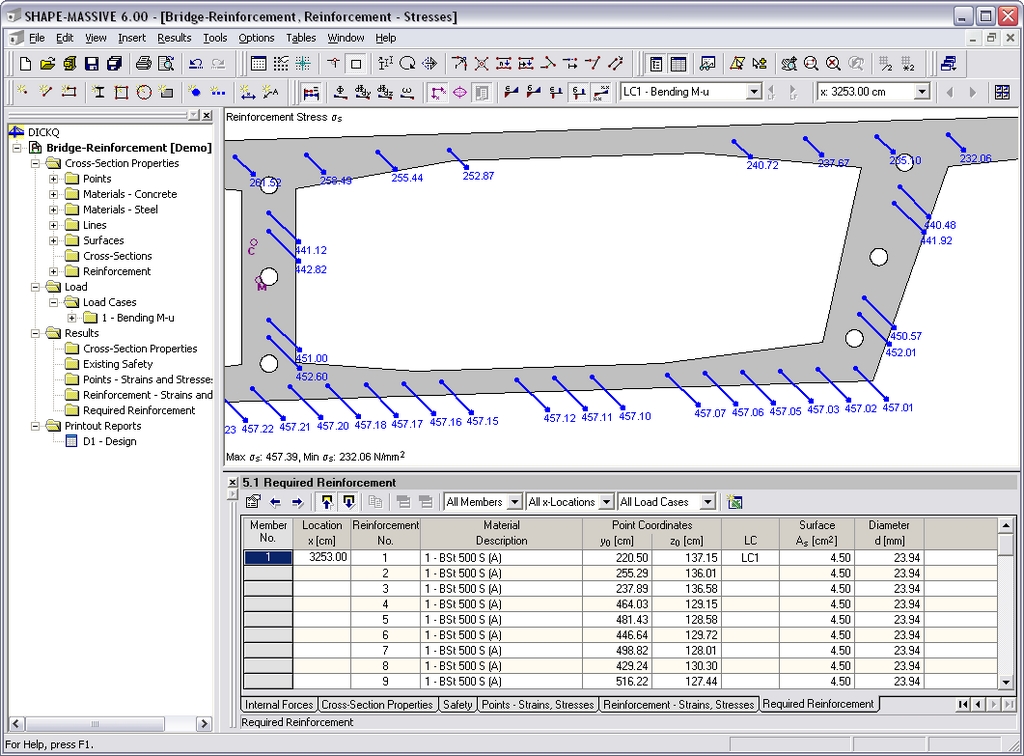 SHAPE-MASSIVE 6.00 - [Bridge-Reinforcement, Reinforcement - Stresses]
File Edit View Insert Results Tools Options Tables Window Help
LC1 - Bending M-u
x: 3253.00 cm
DICKQ
Bridge-Reinforcement [Demo]
Cross-Section Properties
Points
Materials - Concrete
Materials - Steel
Lines
Surfaces
Cross-Sections
Reinforcement
Load
Load Cases
1 - Bending M-u
Results
Cross-Section Properties
Existing Safety
Points - Strains and Stresse
Reinforcement - Strains and
Required Reinforcement
Printout Reports
D1 - Design
Reinforcement Stress σs
261.52 258.49 255.44 252.87 240.72 237.67 235.10 232.06
440.48
441.92
441.12
442.82
C
M
450.57
452.01
451.00
452.60
23 457.22 457.21 457.20 457.18 457.17 457.16 457.15 457.12 457.11 457.10 457.07 457.06 457.05 457.03 457.02 457.01
Max σs: 457.39, Min σs: 232.06 N/mm²
5.1 Required Reinforcement
All Members All x-Locations All Load Cases
Member No. Location x [cm] Reinforcement No. Material Description Point Coordinates y0 [cm] z0 [cm] LC Surface As [cm²] Diameter d [mm]
1 3253.00 1 1 - BSt 500 S (A) 220.50 137.15 LC1 4.50 23.94
2 1 - BSt 500 S (A) 255.29 136.01 4.50 23.94
3 1 - BSt 500 S (A) 237.89 136.58 4.50 23.94
4 1 - BSt 500 S (A) 464.03 129.15 4.50 23.94
5 1 - BSt 500 S (A) 481.43 128.58 4.50 23.94
6 1 - BSt 500 S (A) 446.64 129.72 4.50 23.94
7 1 - BSt 500 S (A) 498.82 128.01 4.50 23.94
8 1 - BSt 500 S (A) 429.24 130.30 4.50 23.94
9 1 - BSt 500 S (A) 516.22 127.44 4.50 23.94
Internal Forces Cross-Section Properties Safety Points - Strains, Stresses Reinforcement - Strains, Stresses Required Reinforcement
Required Reinforcement
For Help, press F1.